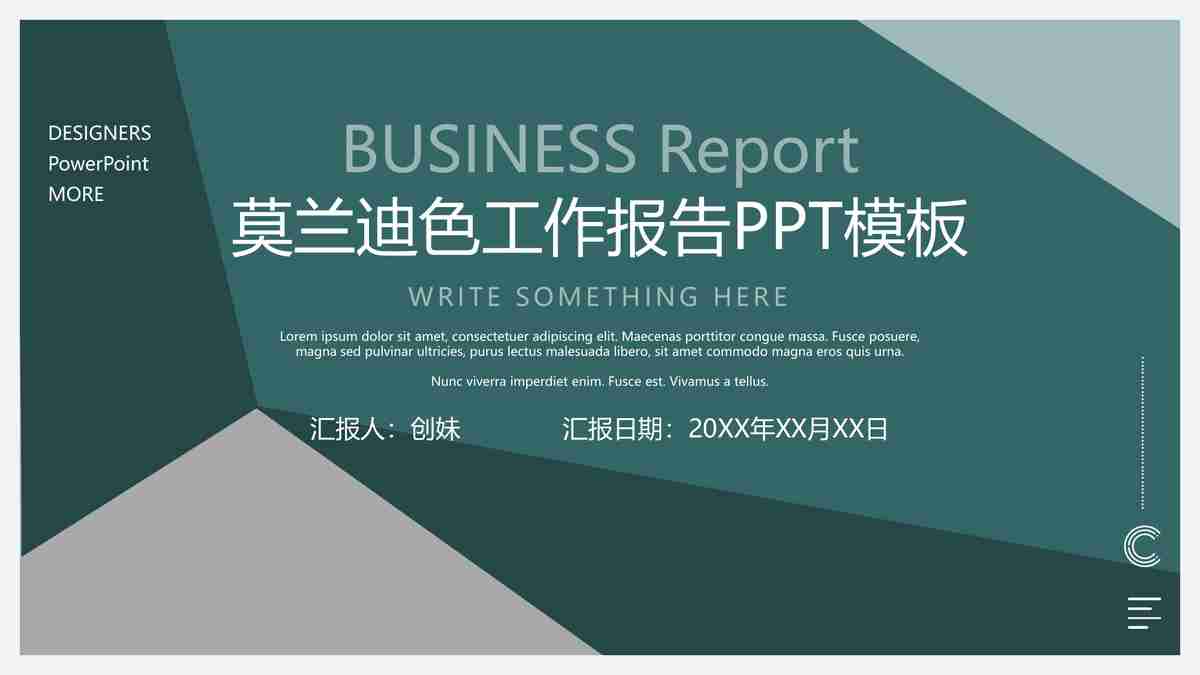 DESIGNERS
PowerPoint
MORE
BUSINESS Report
莫兰迪色工作报告PPT模板
WRITE SOMETHING HERE
Lorem ipsum dolor sit amet, consectetuer adipiscing elit. Maecenas porttitor congue massa. Fusce posuere,
magna sed pulvinar ultricies, purus lectus malesuada libero, sit amet commodo magna eros quis urna.
Nunc viverra imperdiet enim. Fusce est. Vivamus a tellus.
汇报人：创妹 汇报日期：20XX年XX月XX日